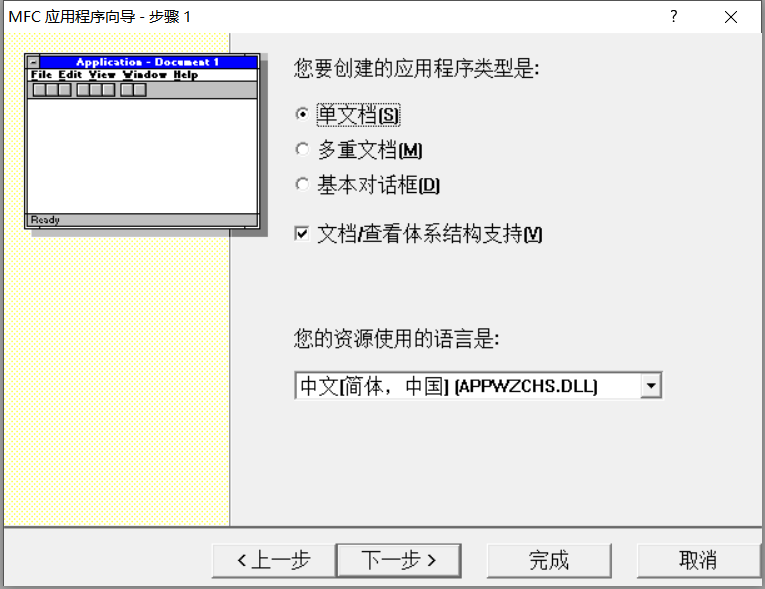 MFC 应用程序向导 - 步骤 1
?
Application - Document 1
File Edit View Window Help
Ready
您要创建的应用程序类型是:
单文档(S)
多重文档(M)
基本对话框(D)
文档/查看体系结构支持(V)
您的资源使用的语言是:
中文[简体，中国] (APPWZCHS.DLL)
< 上一步
下一步 >
完成
取消